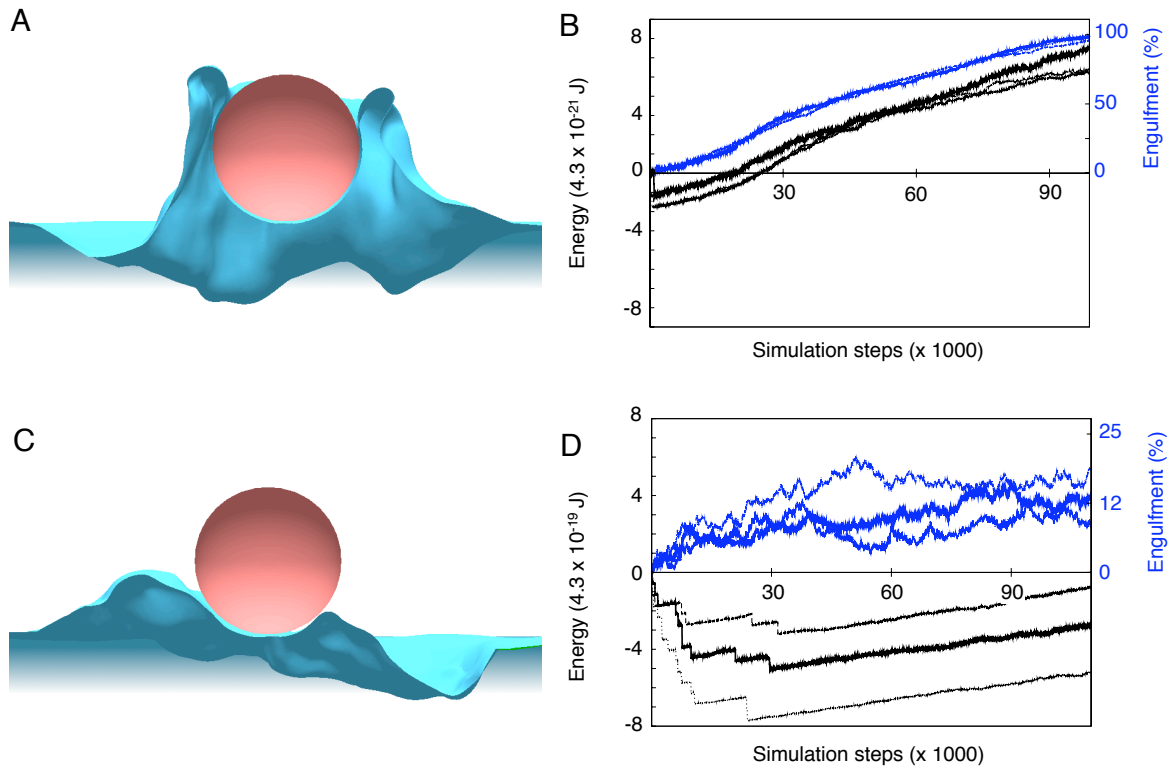 A
B
8
4
0
-4
-8
Energy (4.3 x 10⁻²¹ J)
30
60
90
100
50
0
Engulfment (%)
Simulation steps (x 1000)
C
D
8
4
0
-4
-8
Energy (4.3 x 10⁻¹⁹ J)
30
60
90
25
12
0
Engulfment (%)
Simulation steps (x 1000)